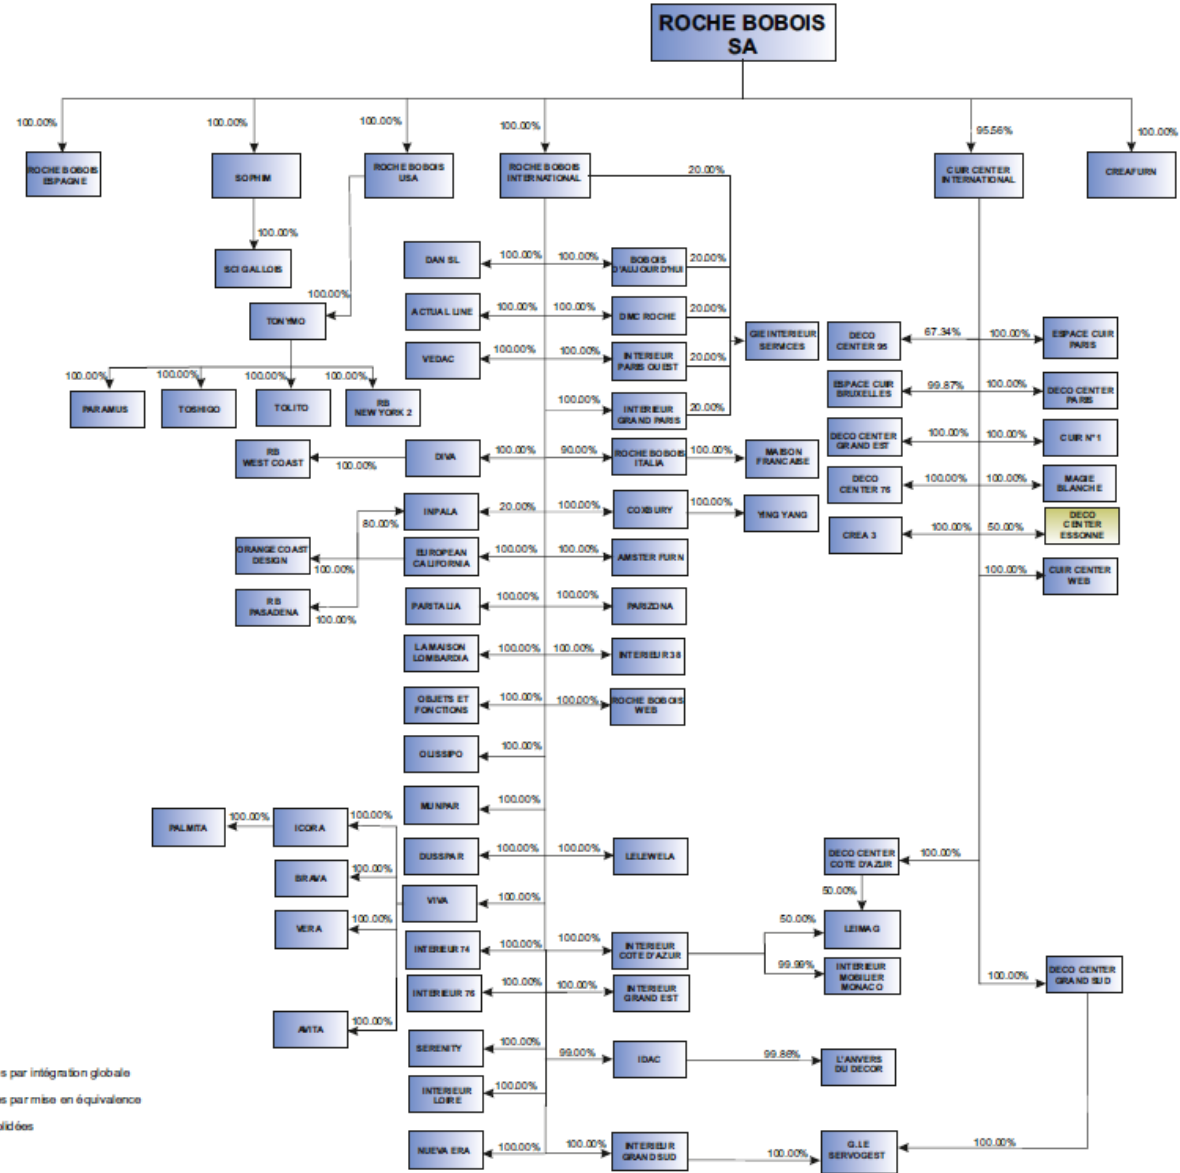 ROCHE BOBOIS
SA
100.00%
100.00%
100.00%
100.00%
95.56%
100.00%
ROCHE BOBOIS
ESPAGNE
SOPHIM
ROCHE BOBOIS
USA
ROCHE BOBOIS
INTERNATIONAL
20.00%
CUIR CENTER
INTERNATIONAL
CREAFURN
100.00%
SCI GALLOIS
100.00%
TONYMO
100.00%
100.00%
100.00%
100.00%
PARAMUS
TOSHIGO
TOLITO
RB
NEW YORK 2
DAN SL
100.00%
100.00%
BOBOIS
D'AUJOURD'HUI
20.00%
ACTUAL LINE
100.00%
100.00%
DMC ROCHE
20.00%
GIE INTERIEUR
SERVICES
VEDAC
100.00%
100.00%
INTERIEUR
PARIS OUEST
20.00%
100.00%
INTERIEUR
GRAND PARIS
20.00%
DECO
CENTER 95
67.34%
100.00%
ESPACE CUIR
PARIS
ESPACE CUIR
BRUXELLES
99.87%
100.00%
DECO CENTER
PARIS
DECO CENTER
GRAND EST
100.00%
100.00%
CUIR N°1
DECO
CENTER 76
100.00%
100.00%
MAGIE
BLANCHE
CREA 3
100.00%
50.00%
DECO
CENTER
ESSONNE
100.00%
CUIR CENTER
WEB
RB
WEST COAST
100.00%
DIVA
100.00%
90.00%
ROCHE BOBOIS
ITALIA
100.00%
MAISON
FRANCAISE
80.00%
INPALA
20.00%
100.00%
COXBURY
100.00%
YING YANG
ORANGE COAST
DESIGN
100.00%
EUROPEAN
CALIFORNIA
100.00%
100.00%
AMSTER FURN
RB
PASADENA
100.00%
PARITALIA
100.00%
100.00%
PARIZONA
LA MAISON
LOMBARDIA
100.00%
100.00%
INTERIEUR 38
OBJETS ET
FONCTIONS
100.00%
100.00%
ROCHE BOBOIS
WEB
OLISSIPO
100.00%
MUNPAR
100.00%
PALMITA
100.00%
ICORA
100.00%
DUSSPAR
100.00%
100.00%
LELEWELA
DECO CENTER
COTE D'AZUR
100.00%
BRAVA
100.00%
VIVA
100.00%
50.00%
VERA
100.00%
INTERIEUR 74
100.00%
100.00%
INTERIEUR
COTE D'AZUR
50.00%
LEIMAG
99.99%
INTERIEUR
MOBILIER
MONACO
INTERIEUR 76
100.00%
100.00%
INTERIEUR
GRAND EST
100.00%
DECO CENTER
GRAND SUD
AVITA
100.00%
SERENITY
100.00%
99.00%
IDAC
99.86%
L'ANVERS
DU DECOR
s par intégration globale
INTERIEUR
LOIRE
100.00%
s par mise en équivalence
lidées
NUEVA ERA
100.00%
100.00%
INTERIEUR
GRAND SUD
100.00%
G.I.E
SERVOGEST
100.00%